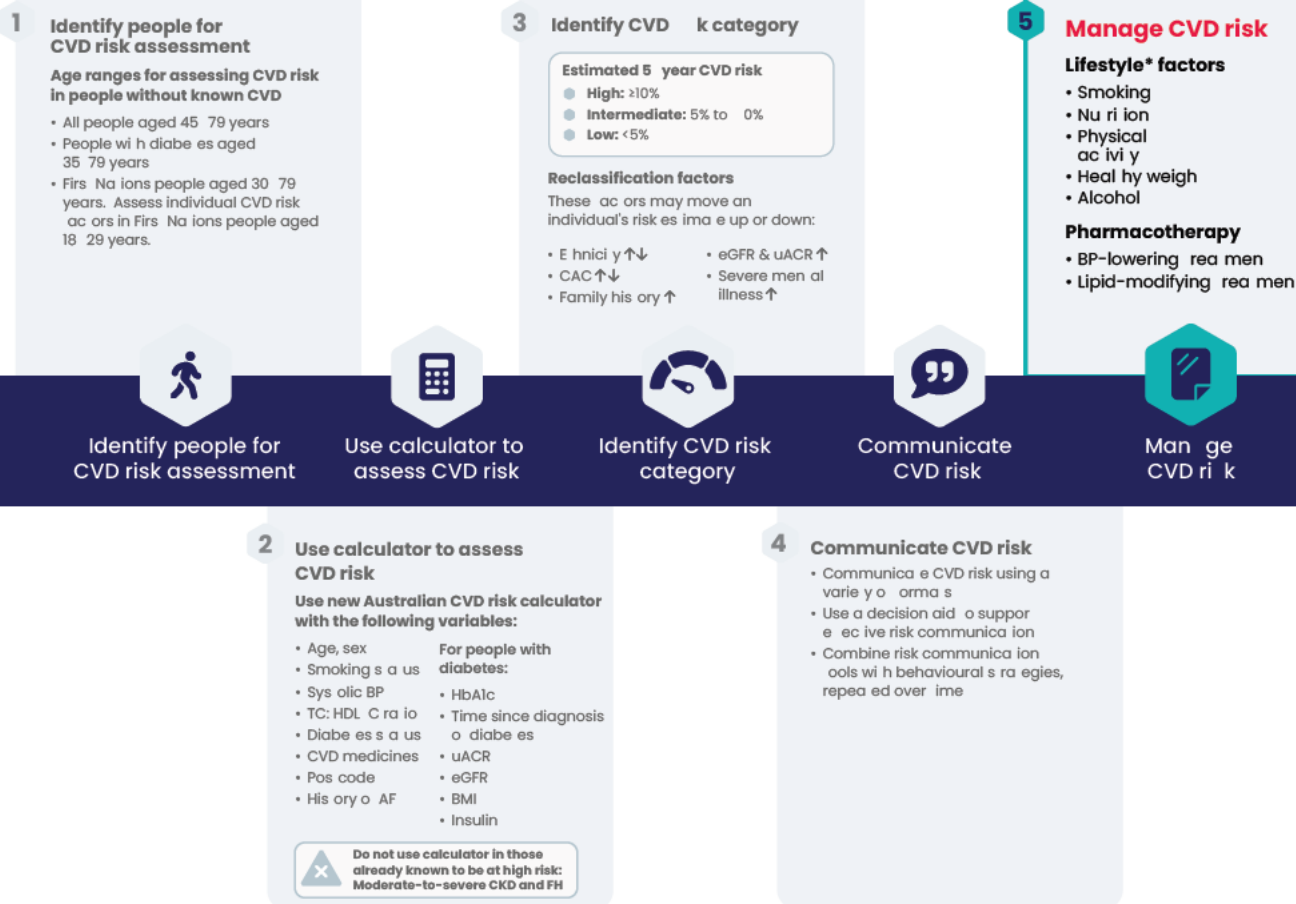 1
Identify people for
CVD risk assessment
Age ranges for assessing CVD risk
in people without known CVD
• All people aged 45 79 years
• People wi h diabe es aged
35 79 years
• Firs Na ions people aged 30 79
years. Assess individual CVD risk
ac ors in Firs Na ions people aged
18 29 years.
3
Identify CVD k category
Estimated 5 year CVD risk
High: ≥10%
Intermediate: 5% to 0%
Low: <5%
Reclassification factors
These ac ors may move an
individual's risk es ima e up or down:
• E hnici y ↑↓
• CAC ↑↓
• Family his ory ↑
• eGFR & uACR ↑
• Severe men al
illness ↑
5
Manage CVD risk
Lifestyle* factors
• Smoking
• Nu ri ion
• Physical
ac ivi y
• Heal hy weigh
• Alcohol
Pharmacotherapy
• BP-lowering rea men
• Lipid-modifying rea men
Identify people for
CVD risk assessment
Use calculator to
assess CVD risk
Identify CVD risk
category
Communicate
CVD risk
Man ge
CVD ri k
2
Use calculator to assess
CVD risk
Use new Australian CVD risk calculator
with the following variables:
• Age, sex
• Smoking s a us
• Sys olic BP
• TC: HDL C ra io
• Diabe es s a us
• CVD medicines
• Pos code
• His ory o AF
For people with
diabetes:
• HbA1c
• Time since diagnosis
o diabe es
• uACR
• eGFR
• BMI
• Insulin
Do not use calculator in those
already known to be at high risk:
Moderate-to-severe CKD and FH
4
Communicate CVD risk
• Communica e CVD risk using a
varie y o orma s
• Use a decision aid o suppor
e ec ive risk communica ion
• Combine risk communica ion
ools wi h behavioural s ra egies,
repea ed over ime